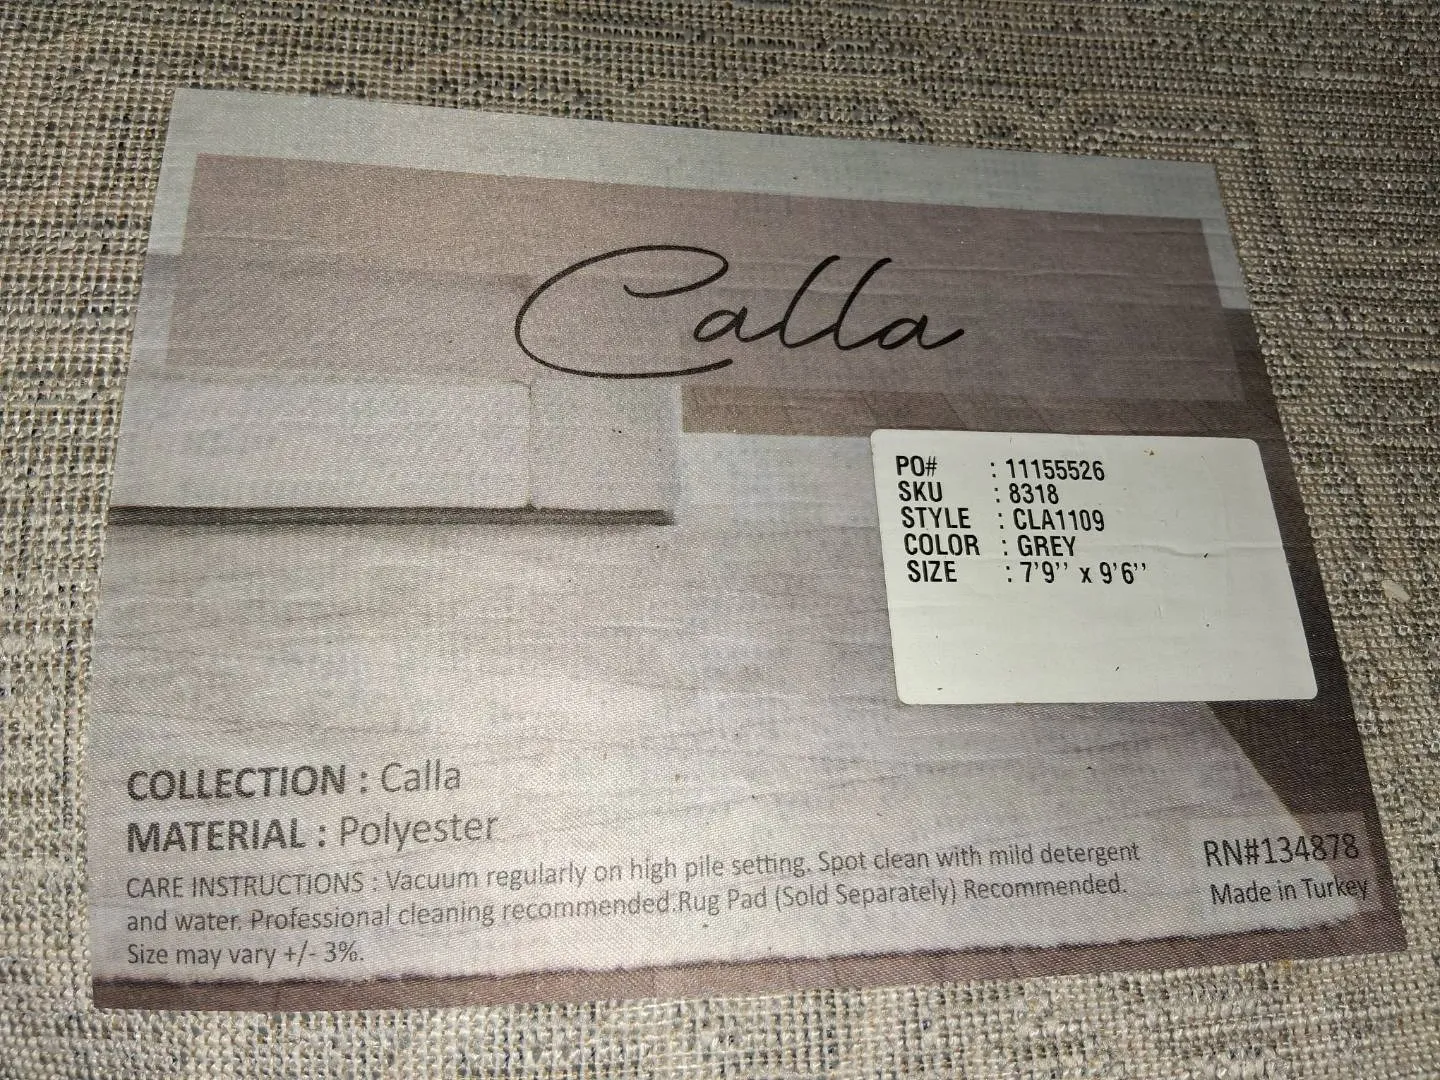 Calla
PO# : 11155526
SKU : 8318
STYLE : CLA1109
COLOR : GREY
SIZE : 7'9'' x 9'6''
COLLECTION : Calla
MATERIAL : Polyester
CARE INSTRUCTIONS : Vacuum regularly on high pile setting. Spot clean with mild detergent
and water. Professional cleaning recommended.Rug Pad (Sold Separately) Recommended.
Size may vary +/- 3%.
RN#134878
Made in Turkey